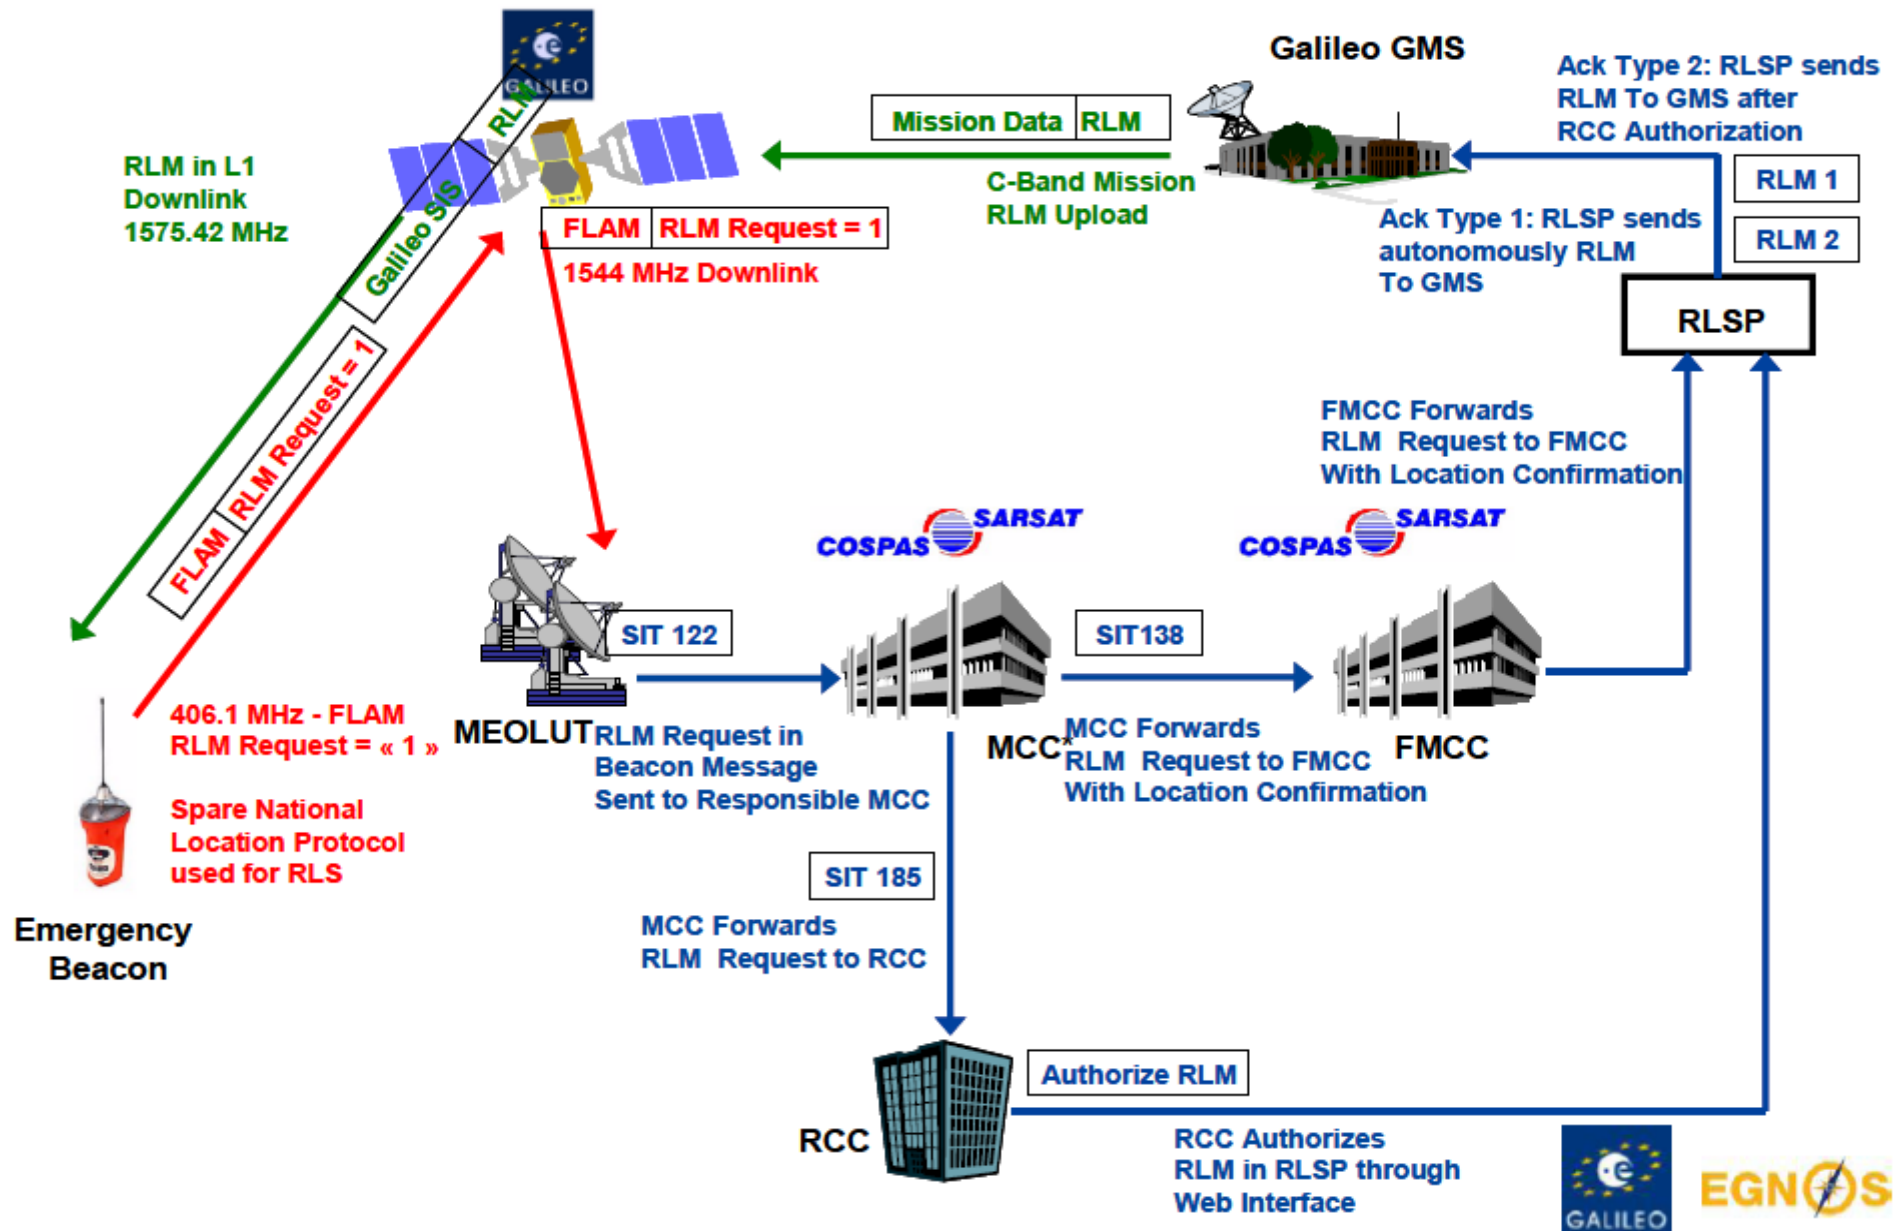 GALILEO
Galileo SIS
RLM
RLM in L1
Downlink
1575.42 MHz
Mission Data
RLM
C-Band Mission
RLM Upload
Galileo GMS
Ack Type 2: RLSP sends
RLM To GMS after
RCC Authorization
RLM 1
RLM 2
Ack Type 1: RLSP sends
autonomously RLM
To GMS
RLSP
FLAM
RLM Request = 1
1544 MHz Downlink
FLAM
RLM Request = 1
FMCC Forwards
RLM Request to FMCC
With Location Confirmation
COSPAS SARSAT
COSPAS SARSAT
SIT 122
SIT138
MEOLUT
RLM Request in
Beacon Message
Sent to Responsible MCC
MCC*
MCC Forwards
RLM Request to FMCC
With Location Confirmation
FMCC
406.1 MHz - FLAM
RLM Request = « 1 »
Spare National
Location Protocol
used for RLS
Emergency
Beacon
SIT 185
MCC Forwards
RLM Request to RCC
RCC
Authorize RLM
RCC Authorizes
RLM in RLSP through
Web Interface
GALILEO
EGNOS